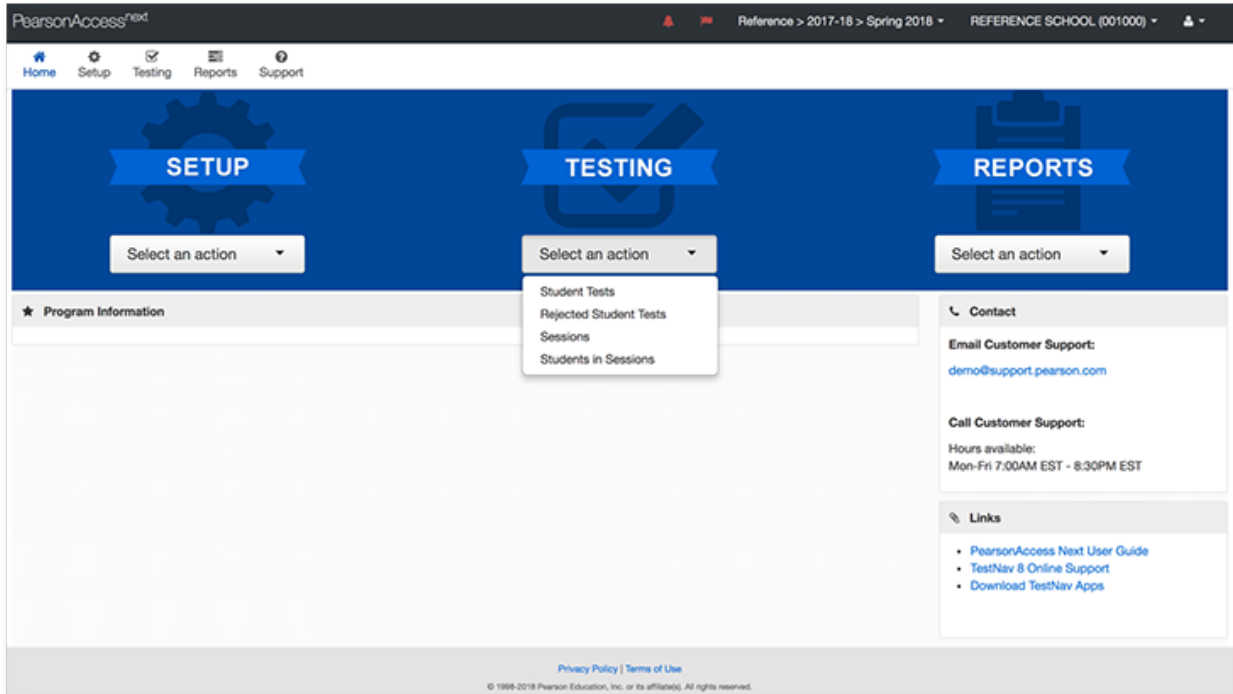 PearsonAccessnext
Reference > 2017-18 > Spring 2018
REFERENCE SCHOOL (001000)
Home
Setup
Testing
Reports
Support
SETUP
Select an action
TESTING
Select an action
Student Tests
Rejected Student Tests
Sessions
Students in Sessions
REPORTS
Select an action
Program Information
Contact
Email Customer Support:
demo@support.pearson.com
Call Customer Support:
Hours available:
Mon-Fri 7:00AM EST - 8:30PM EST
Links
PearsonAccess Next User Guide
TestNav 8 Online Support
Download TestNav Apps
Privacy Policy | Terms of Use
© 1998-2018 Pearson Education, Inc. or its affiliate(s). All rights reserved.